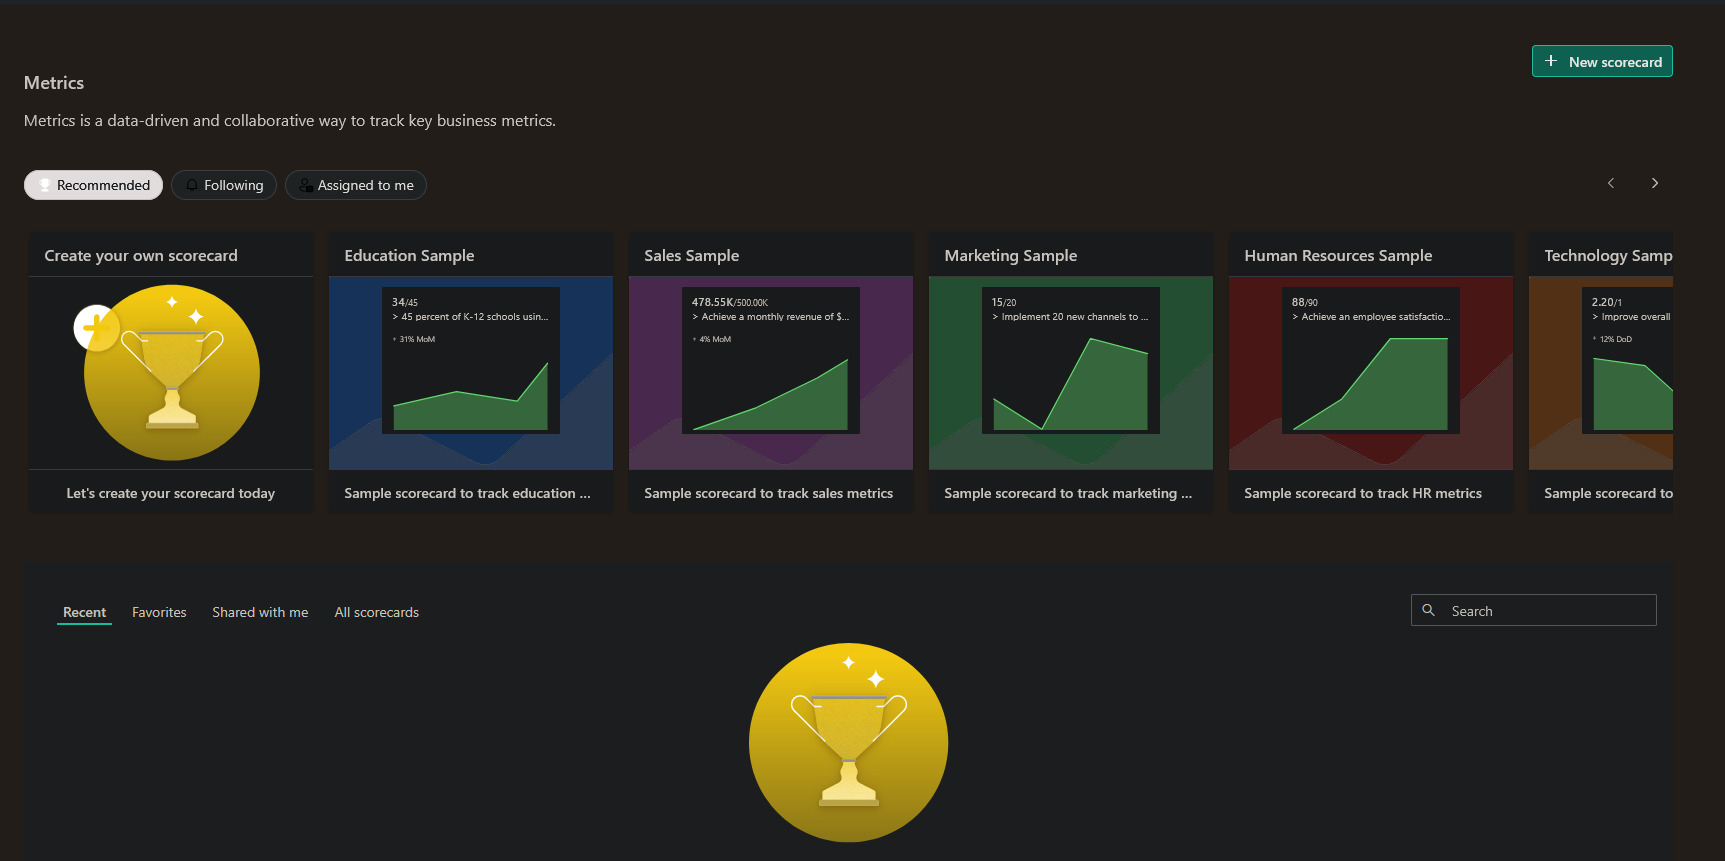 New scorecard
Metrics
Metrics is a data-driven and collaborative way to track key business metrics.
Recommended
Following
Assigned to me
Create your own scorecard
Let's create your scorecard today
Education Sample
34/45
> 45 percent of K-12 schools usin...
↑ 31% MoM
Sample scorecard to track education ...
Sales Sample
478.55K/500.00K
> Achieve a monthly revenue of $...
↑ 4% MoM
Sample scorecard to track sales metrics
Marketing Sample
15/20
> Implement 20 new channels to ...
Sample scorecard to track marketing ...
Human Resources Sample
88/90
> Achieve an employee satisfactio...
Sample scorecard to track HR metrics
Technology Samp
2.20/1
> Improve overall
↑ 12% DoD
Sample scorecard to
Recent
Favorites
Shared with me
All scorecards
Search